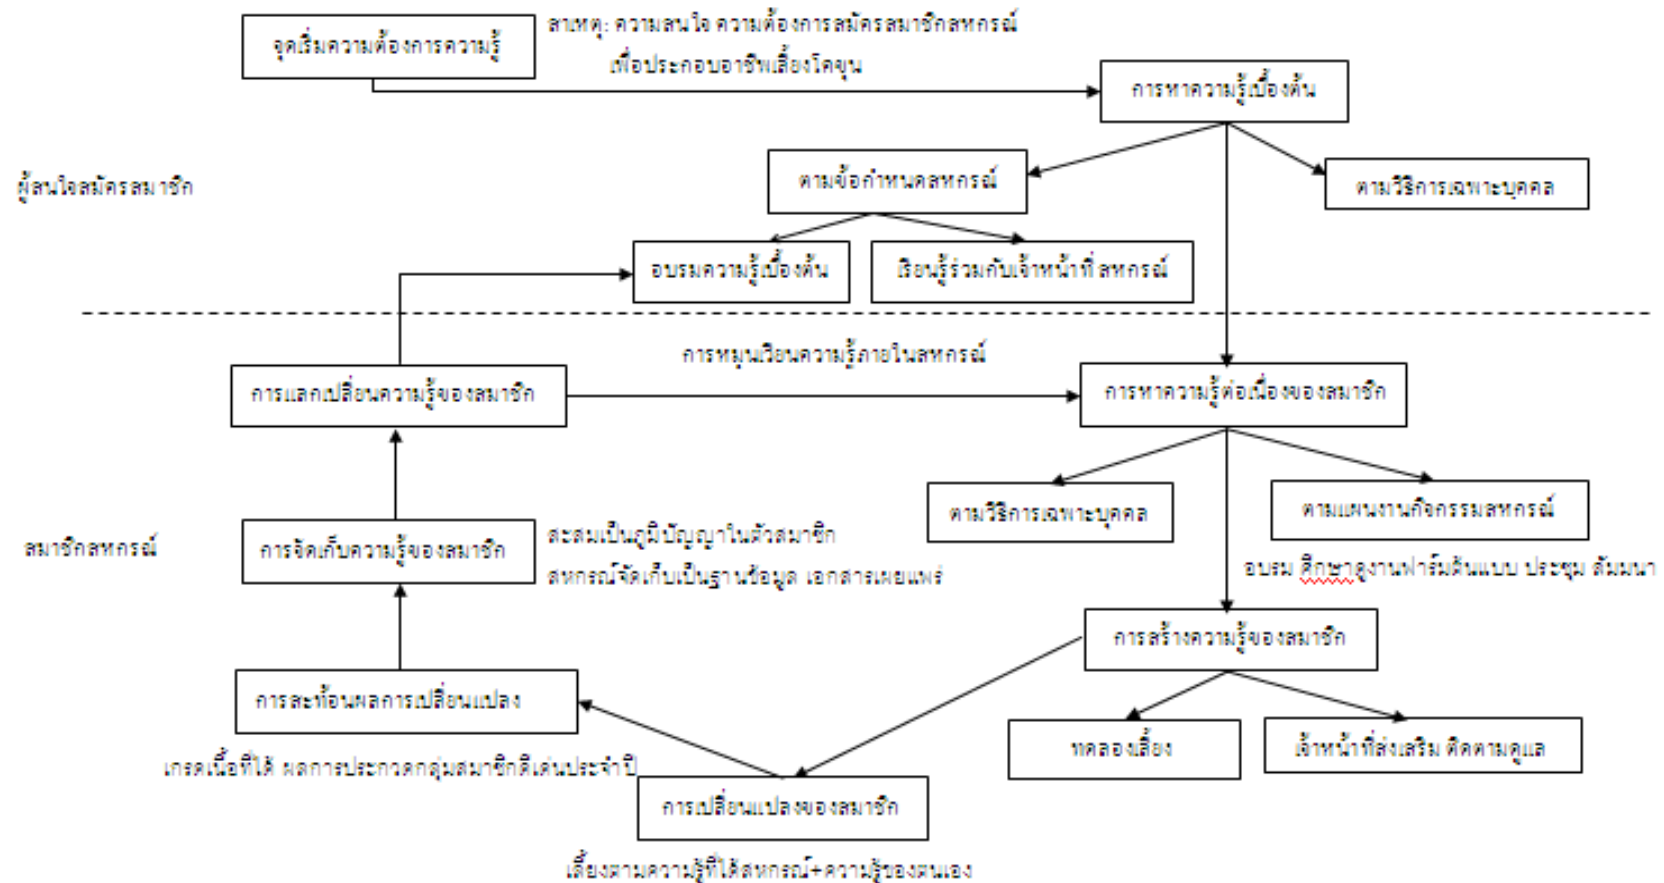 จุดเริ่มความต้องการความรู้
สาเหตุ: ความสนใจ ความต้องการสมัครสมาชิกสหกรณ์
เพื่อประกอบอาชีพเลี้ยงโคขุน
การหาความรู้เบื้องต้น
ตามข้อกำหนดสหกรณ์
ตามวิธีการเฉพาะบุคคล
ผู้สนใจสมัครสมาชิก
อบรมความรู้เบื้องต้น
เรียนรู้ร่วมกับเจ้าหน้าที่ สหกรณ์
การหมุนเวียนความรู้ภายในสหกรณ์
การแลกเปลี่ยนความรู้ของสมาชิก
การหาความรู้ต่อเนื่องของสมาชิก
ตามวิธีการเฉพาะบุคคล
ตามแผนงานกิจกรรมสหกรณ์
สมาชิกสหกรณ์
การจัดเก็บความรู้ของสมาชิก
สะสมเป็นภูมิปัญญาในตัวสมาชิก
สหกรณ์จัดเก็บเป็นฐานข้อมูล เอกสารเผยแพร่
อบรม ศึกษาดูงานฟาร์มต้นแบบ ประชุม สัมมนา
การสร้างความรู้ของสมาชิก
การสะท้อนผลการเปลี่ยนแปลง
ทดลองเลี้ยง
เจ้าหน้าที่ส่งเสริม ติดตามดูแล
เกรดเนื้อที่ได้ ผลการประกวดกลุ่มสมาชิกดีเด่นประจำปี
การเปลี่ยนแปลงของสมาชิก
เลี้ยงตามความรู้ที่ได้สหกรณ์+ความรู้ของตนเอง